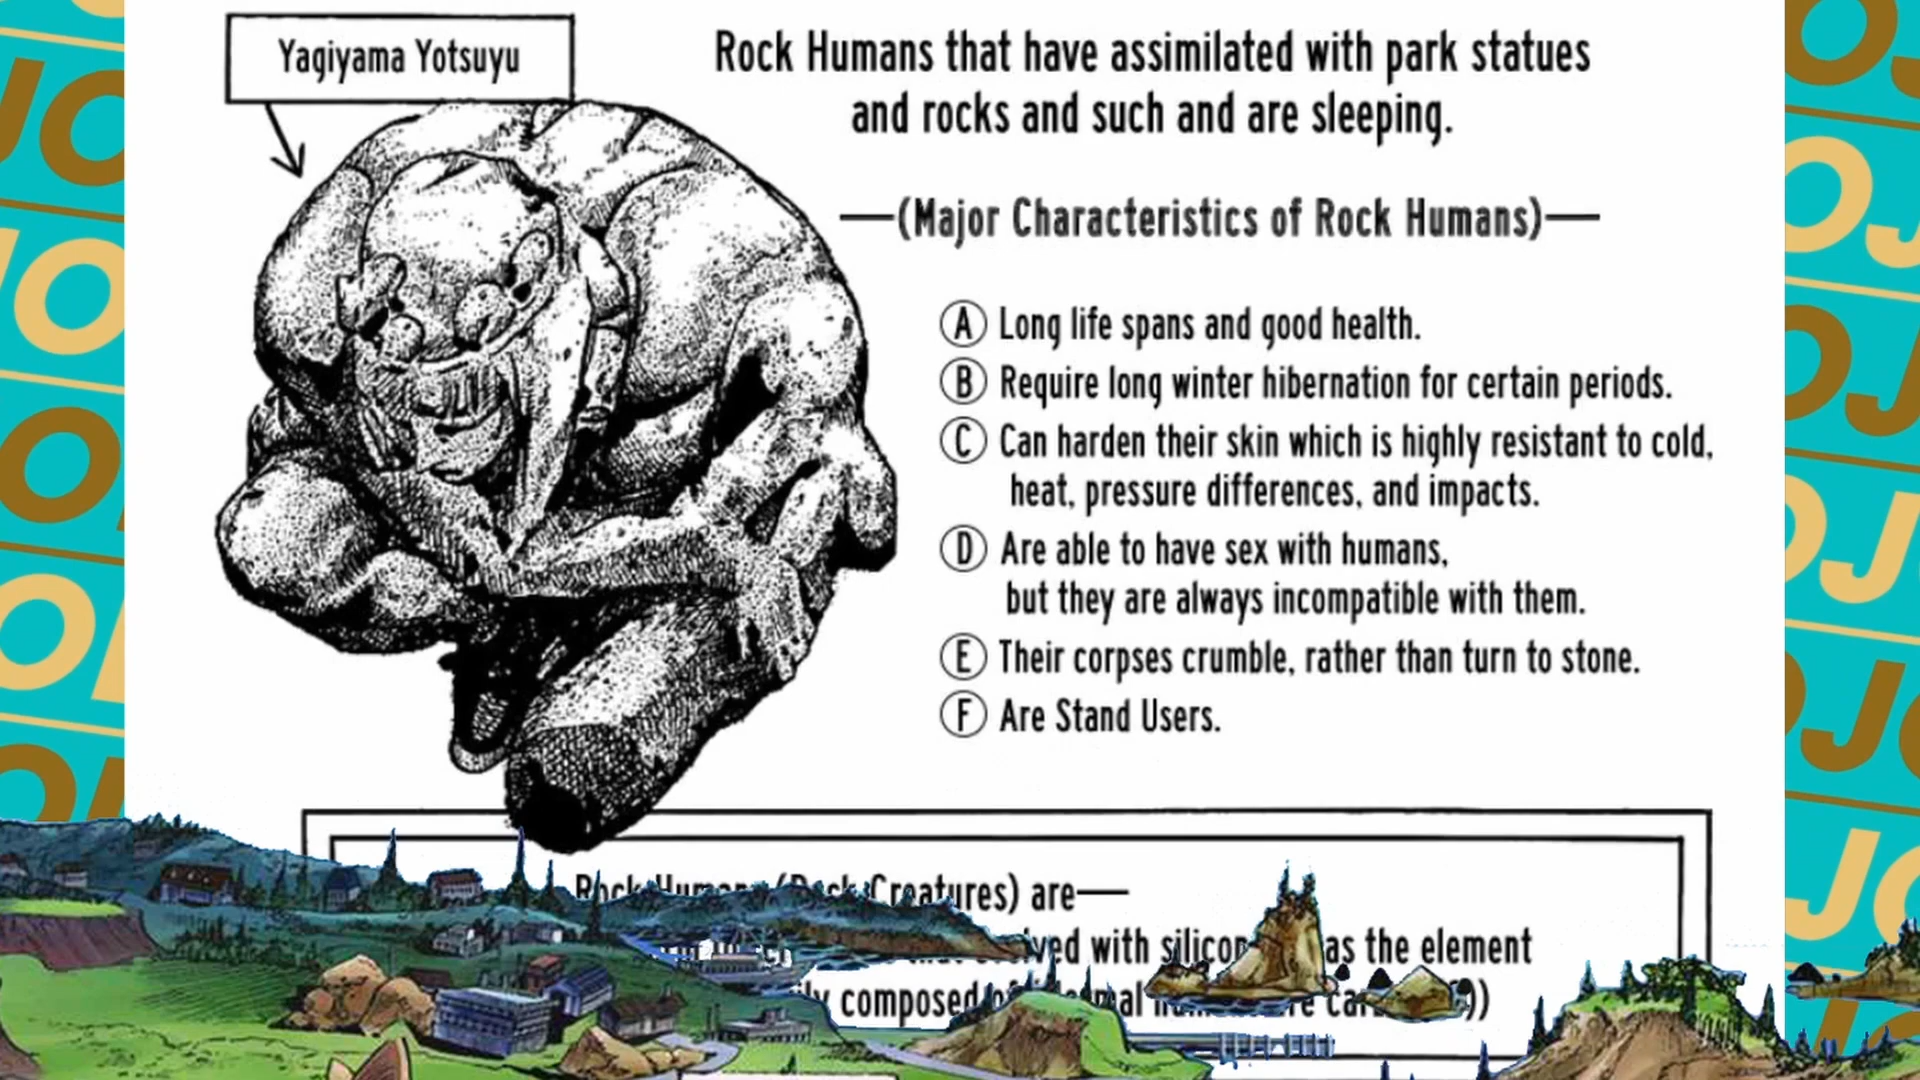 Yagiyama Yotsuyu
Rock Humans that have assimilated with park statues
and rocks and such and are sleeping.
—(Major Characteristics of Rock Humans)—
Ⓐ Long life spans and good health.
Ⓑ Require long winter hibernation for certain periods.
Ⓒ Can harden their skin which is highly resistant to cold,
heat, pressure differences, and impacts.
Ⓓ Are able to have sex with humans,
but they are always incompatible with them.
Ⓔ Their corpses crumble, rather than turn to stone.
Ⓕ Are Stand Users.
Rock Humans (Rock Creatures) are—
with as the element
composed